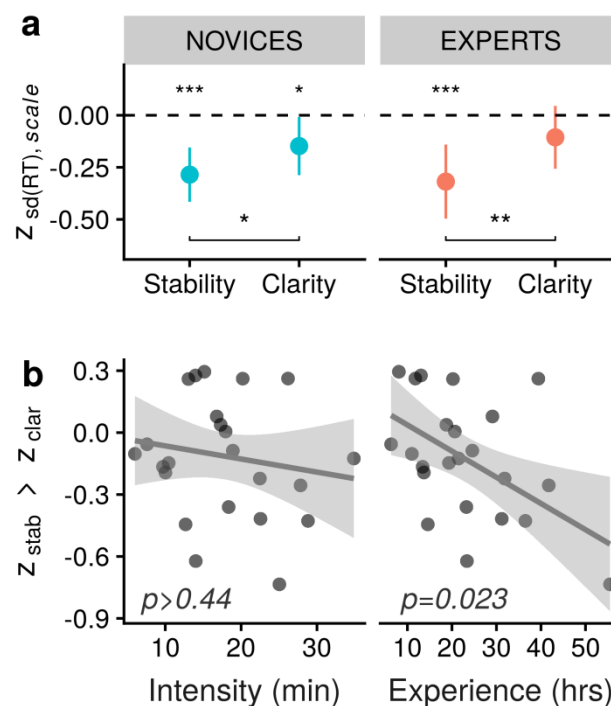 a
NOVICES EXPERTS
*** * ***
0.00
-0.25
-0.50
z sd(RT), scale
* **
Stability Clarity Stability Clarity
b
0.3
0.0
-0.3
-0.6
-0.9
z stab > z clar
p>0.44 p=0.023
10 20 30 10 20 30 40 50
Intensity (min) Experience (hrs)